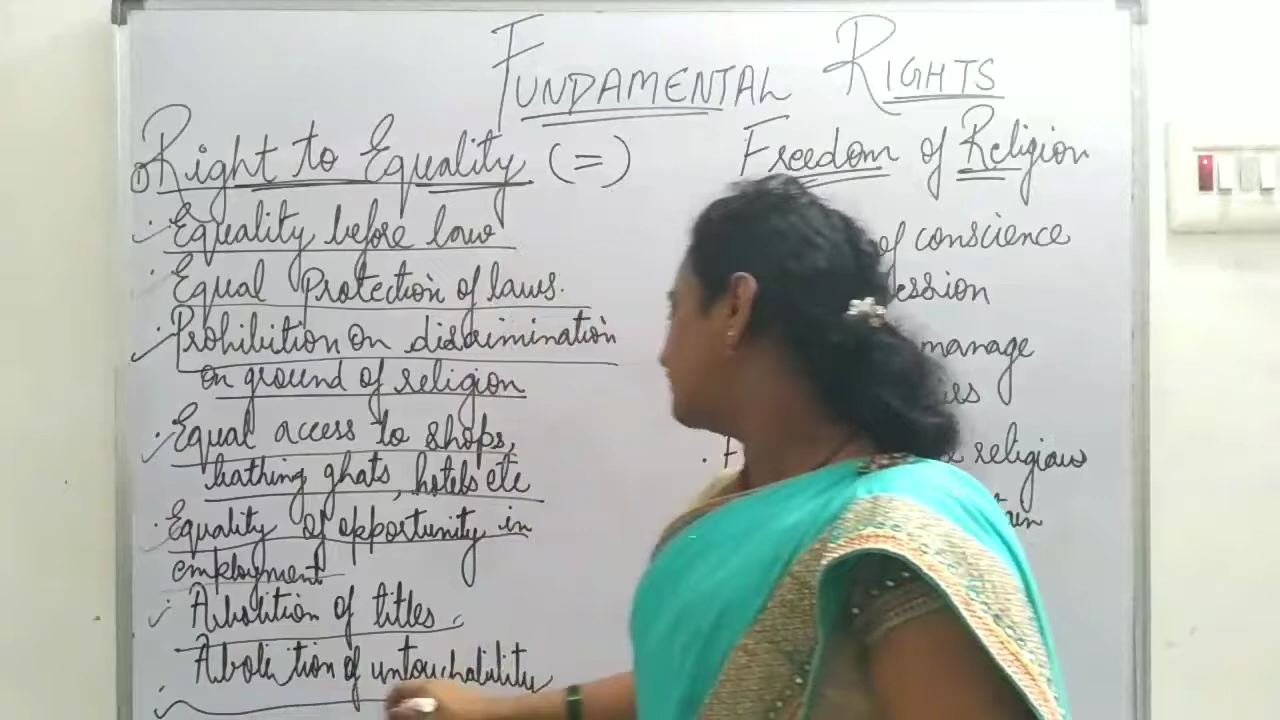 FUNDAMENTAL RIGHTS
Right to Equality (=)
Equality before law
Equal Protection of laws.
Prohibition on discrimination
on ground of religion
Equal access to shops,
bathing ghats, hotels etc
Equality of opportunity in
employment
Abolition of titles
Abolition of untouchability
Freedom of Religion
of conscience
manage
religious